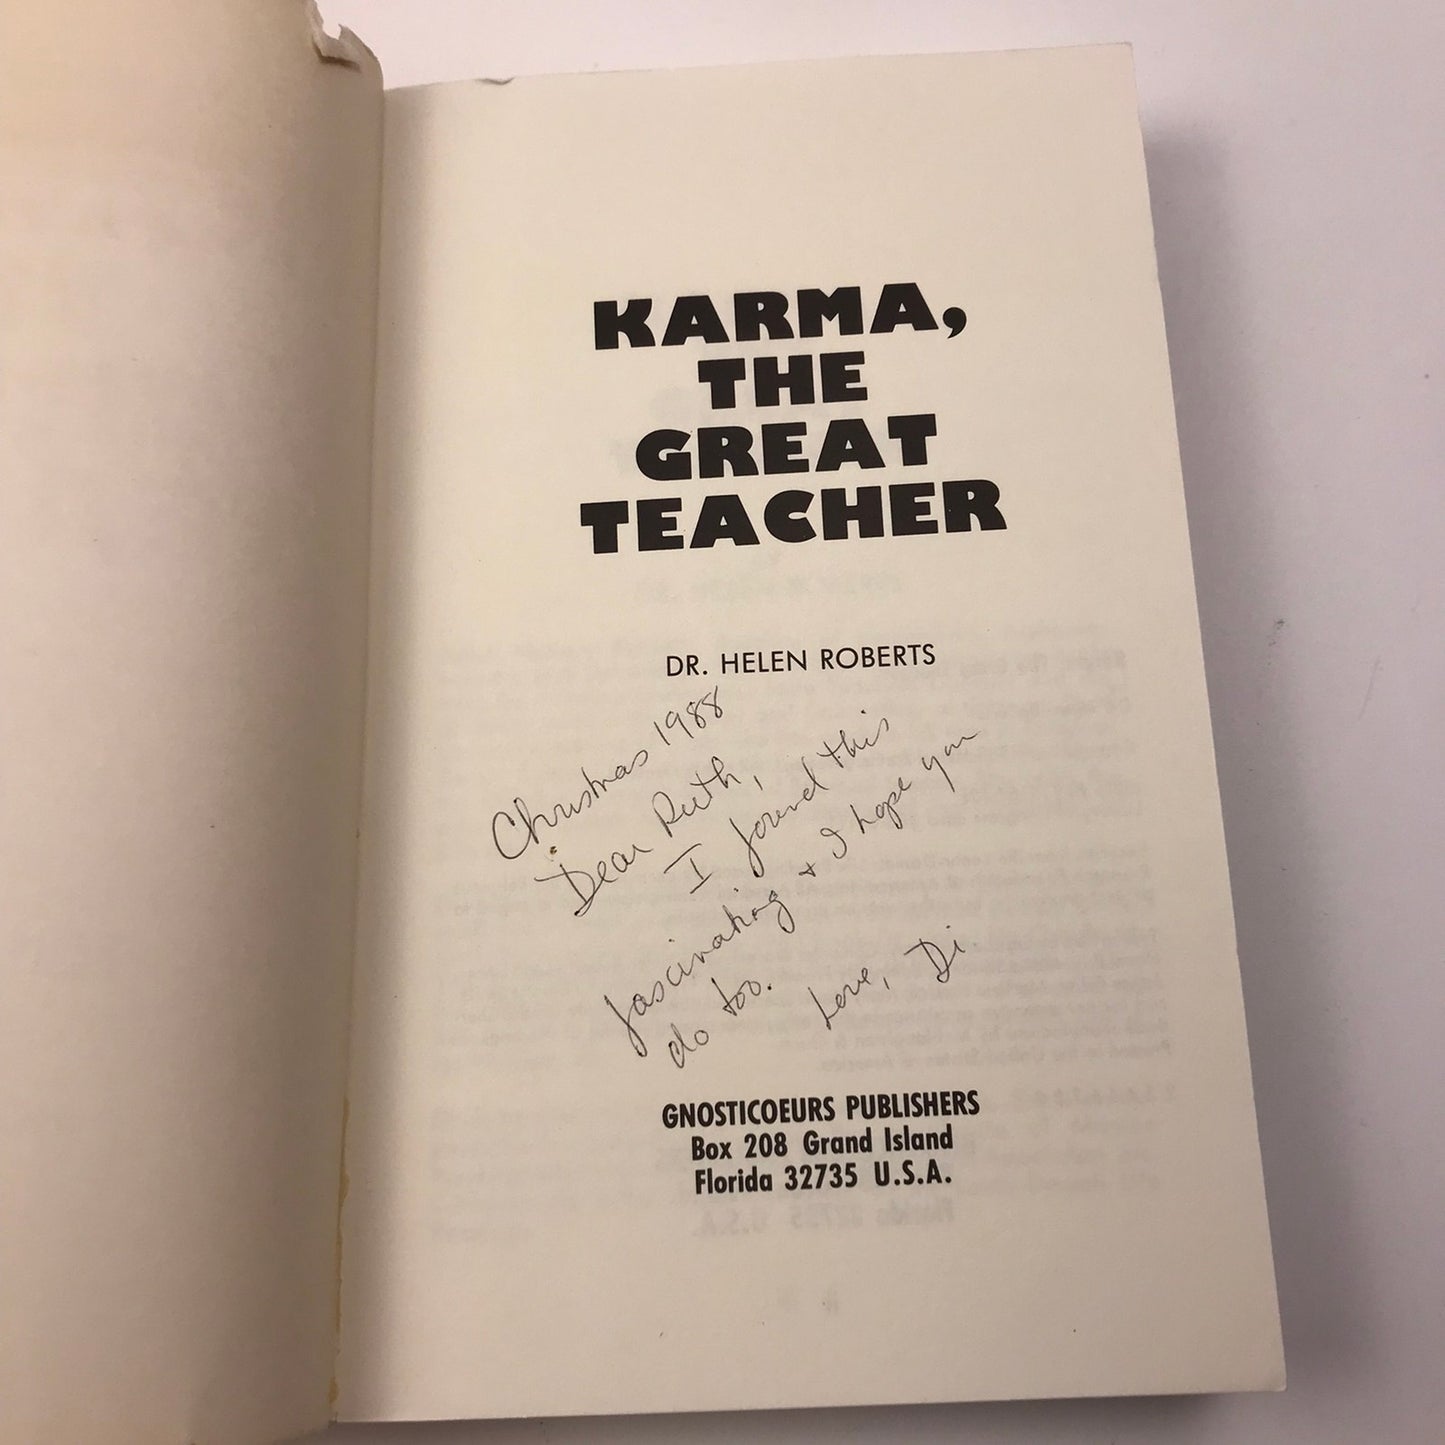 KARMA,
THE
GREAT
TEACHER
DR. HELEN ROBERTS
Christmas 1988
Dear Ruth,
I found this
fascinating + I hope you
do too.
Love, Di
GNOSTICOEURS PUBLISHERS
Box 208 Grand Island
Florida 32735 U.S.A.